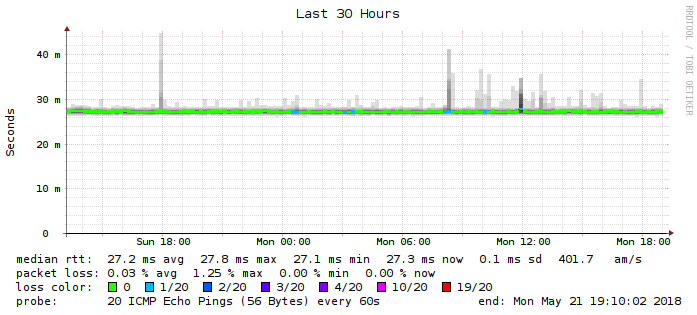 Last 30 Hours
RRDTOOL / TOBI OETIKER
Seconds
40 m
30 m
20 m
10 m
0
Sun 18:00 Mon 00:00 Mon 06:00 Mon 12:00 Mon 18:00
median rtt: 27.2 ms avg 27.8 ms max 27.1 ms min 27.3 ms now 0.1 ms sd 401.7 am/s
packet loss: 0.03 % avg 1.25 % max 0.00 % min 0.00 % now
loss color: 0 1/20 2/20 3/20 4/20 10/20 19/20
probe: 20 ICMP Echo Pings (56 Bytes) every 60s end: Mon May 21 19:10:02 2018